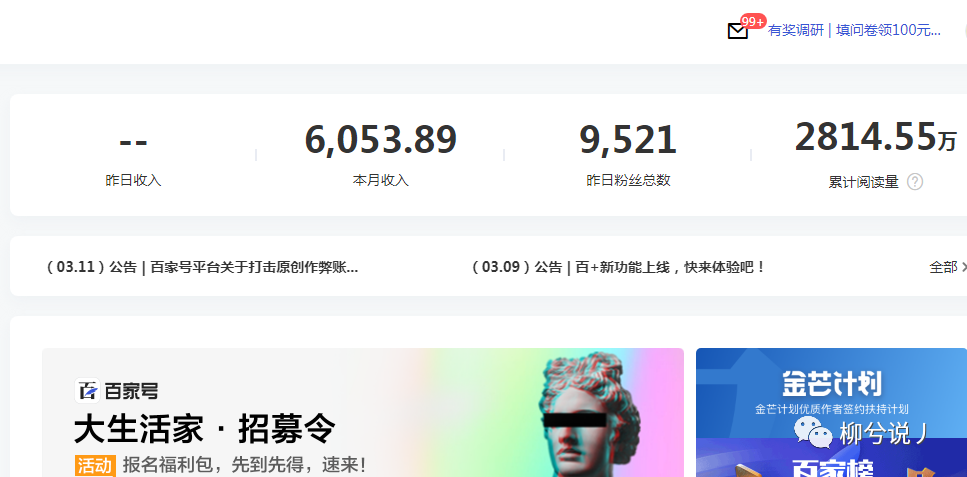 99+
有奖调研 | 填问卷领100元...
--
6,053.89
9,521
2814.55万
昨日收入
本月收入
昨日粉丝总数
累计阅读量 ?
（03.11）公告 | 百家号平台关于打击原创作弊账...
（03.09）公告 | 百+新功能上线，快来体验吧！
全部
百家号
大生活家 · 招募令
活动 报名福利包，先到先得，速来！
金芒计划
金芒计划优质作者签约扶持计划
柳兮说丿
百家榜